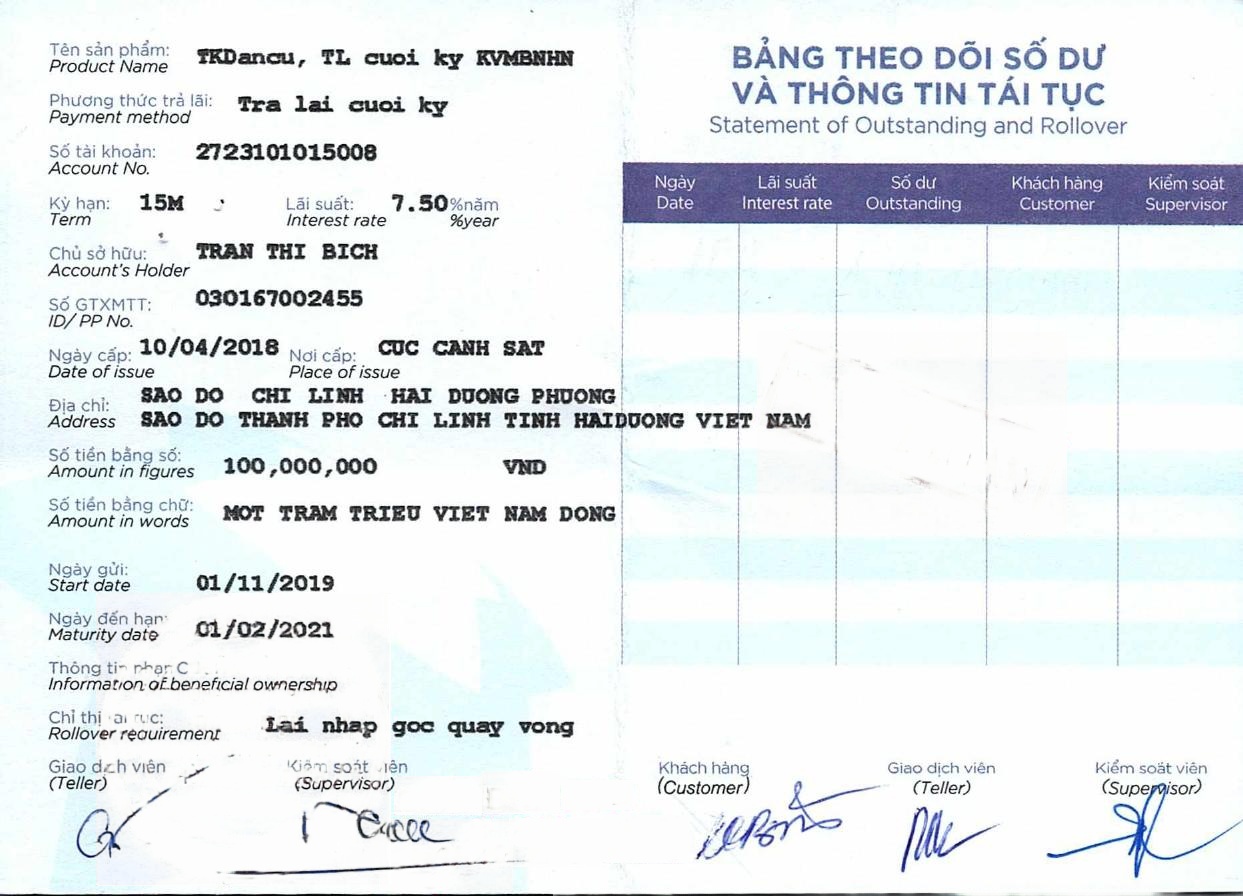 Tên sản phẩm: TKDancu, TL cuoi ky KVMBNHN
Product Name
Phương thức trả lãi: Tra lai cuoi ky
Payment method
Số tài khoản: 2723101015008
Account No.
Kỳ hạn: 15M Lãi suất: 7.50 %năm
Term Interest rate %year
Chủ sở hữu: TRAN THI BICH
Account's Holder
Số GTXMTT: 030167002455
ID/ PP No.
Ngày cấp: 10/04/2018 Nơi cấp: CUC CANH SAT
Date of issue Place of issue
SAO DO CHI LINH HAI DUONG PHUONG
Địa chỉ:
Address SAO DO THANH PHO CHI LINH TINH HAIDUONG VIET NAM
Số tiền bằng số: 100,000,000 VND
Amount in figures
Số tiền bằng chữ: MOT TRAM TRIEU VIET NAM DONG
Amount in words
Ngày gửi: 01/11/2019
Start date
Ngày đến hạn 01/02/2021
Maturity date
Thông tin
Information of beneficial ownership
Chỉ thị Lai nhap goc quay vong
Rollover requirement
Giao dịch viên Kiểm soát viên
(Teller) (Supervisor)
BẢNG THEO DÕI SỐ DƯ
VÀ THÔNG TIN TÁI TỤC
Statement of Outstanding and Rollover
Ngày Lãi suất Số dư Khách hàng Kiểm soát
Date Interest rate Outstanding Customer Supervisor
Khách hàng Giao dịch viên Kiểm soát viên
(Customer) (Teller) (Supervisor)